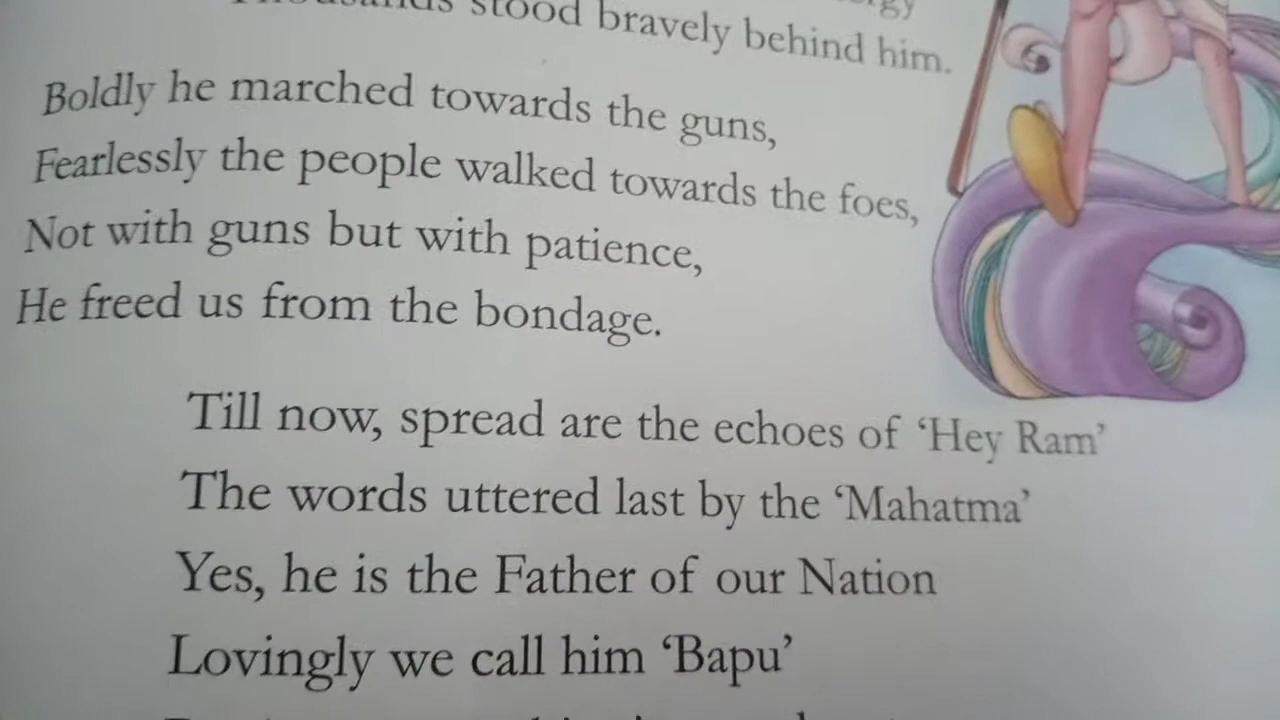 Thousands stood bravely behind him.
Boldly he marched towards the guns,
Fearlessly the people walked towards the foes,
Not with guns but with patience,
He freed us from the bondage.
Till now, spread are the echoes of ‘Hey Ram’
The words uttered last by the ‘Mahatma’
Yes, he is the Father of our Nation
Lovingly we call him ‘Bapu’